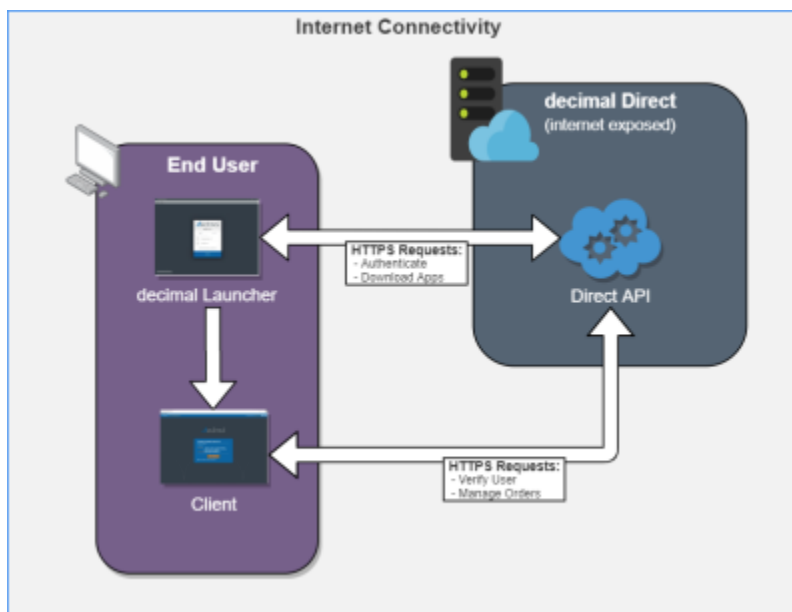 Internet Connectivity
decimal Direct
(internet exposed)
End User
HTTPS Requests:
- Authenticate
- Download Apps
decimal Launcher
Direct API
HTTPS Requests:
- Verify User
- Manage Orders
Client